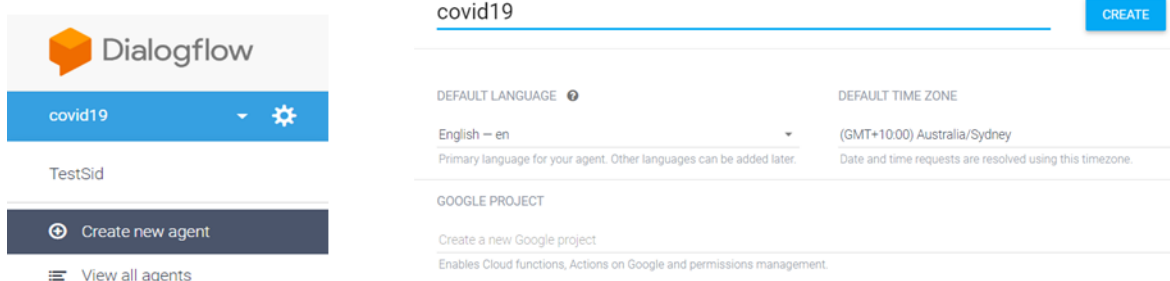 Dialogflow
covid19
TestSid
Create new agent
View all agents
covid19
CREATE
DEFAULT LANGUAGE
DEFAULT TIME ZONE
English — en
(GMT+10:00) Australia/Sydney
Primary language for your agent. Other languages can be added later.
Date and time requests are resolved using this timezone.
GOOGLE PROJECT
Create a new Google project
Enables Cloud functions, Actions on Google and permissions management.